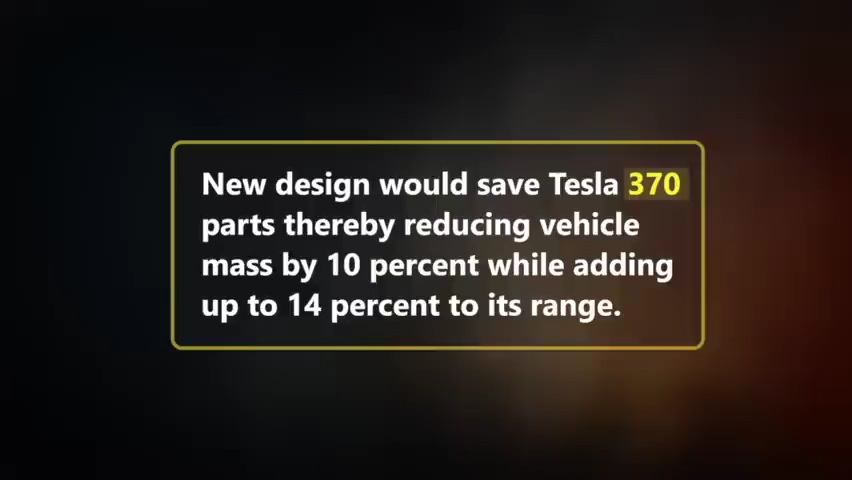 New design would save Tesla 370
parts thereby reducing vehicle
mass by 10 percent while adding
up to 14 percent to its range.